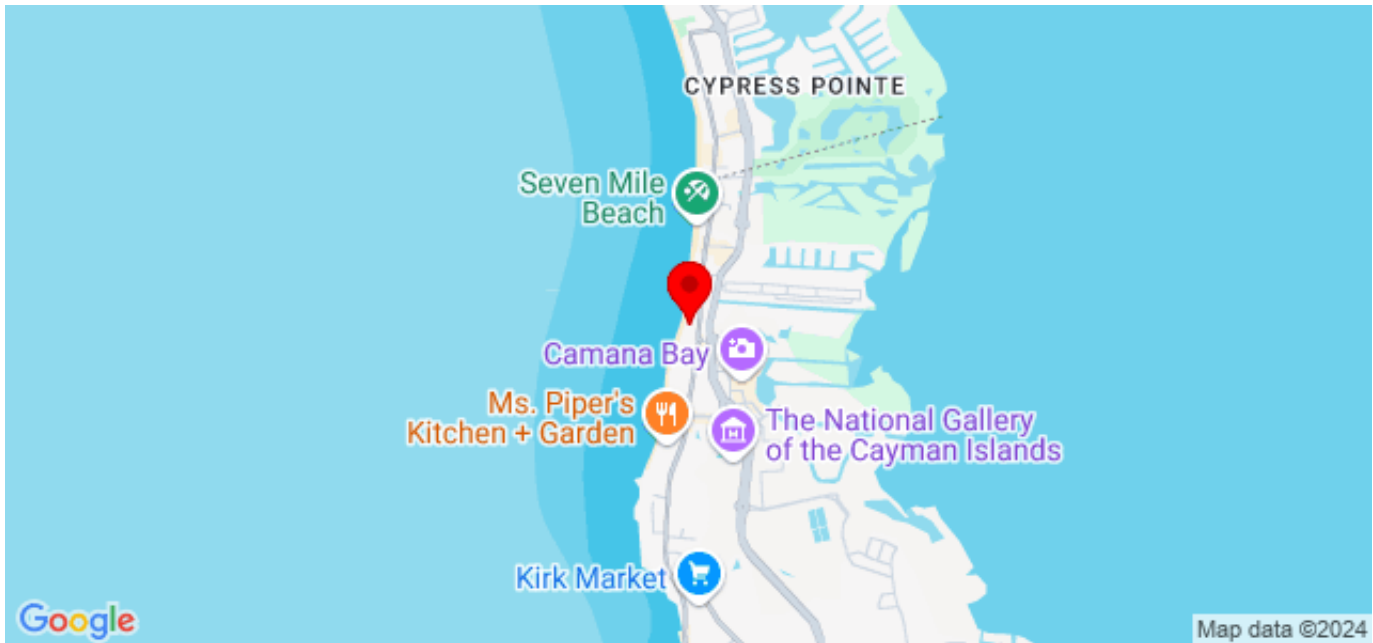 CYPRESS POINTE
Seven Mile
Beach
Camana Bay
Ms. Piper's
Kitchen + Garden
The National Gallery
of the Cayman Islands
Kirk Market
Google
Map data ©2024